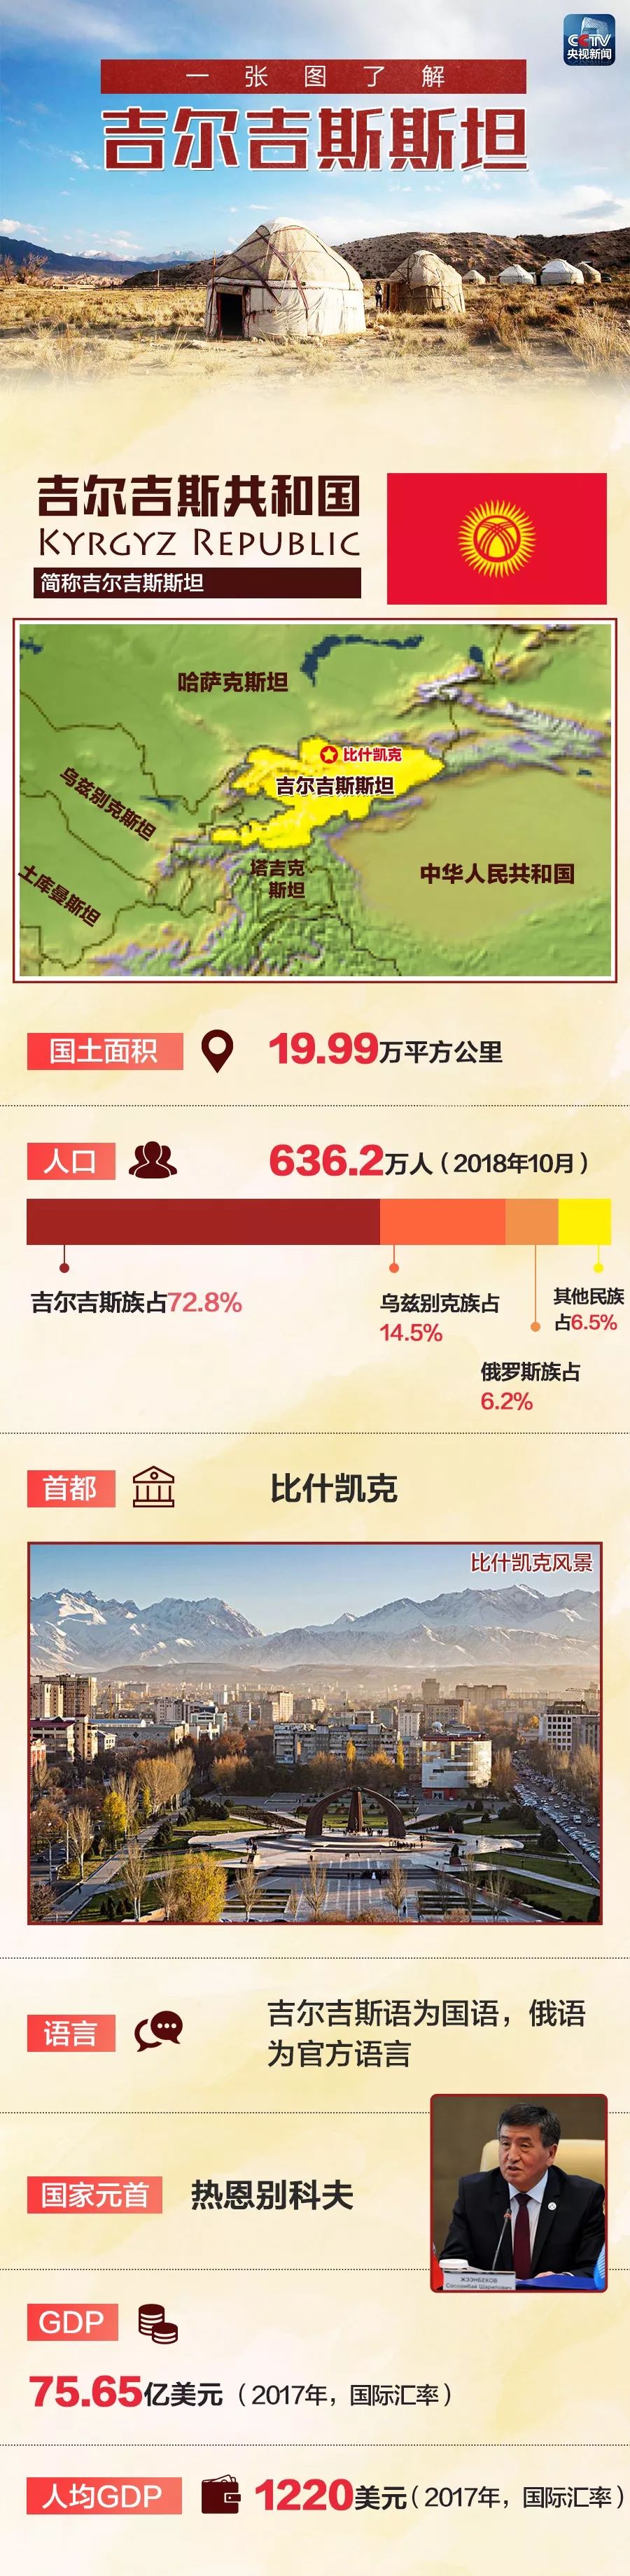 CCTV
央视新闻
一张图了解
吉尔吉斯斯坦
吉尔吉斯共和国
KYRGYZ REPUBLIC
简称吉尔吉斯斯坦
哈萨克斯坦
比什凯克
吉尔吉斯斯坦
乌兹别克斯坦
土库曼斯坦
塔吉克
斯坦
中华人民共和国
国土面积
19.99万平方公里
人口
636.2万人（2018年10月）
吉尔吉斯族占72.8%
乌兹别克族占
14.5%
其他民族
占6.5%
俄罗斯族占
6.2%
首都
比什凯克
比什凯克风景
语言
吉尔吉斯语为国语，俄语
为官方语言
国家元首
热恩别科夫
ЖЭЭНБЕКОВ
Сооронбай Шарипович
GDP
75.65亿美元（2017年，国际汇率）
人均GDP
1220美元（2017年，国际汇率）